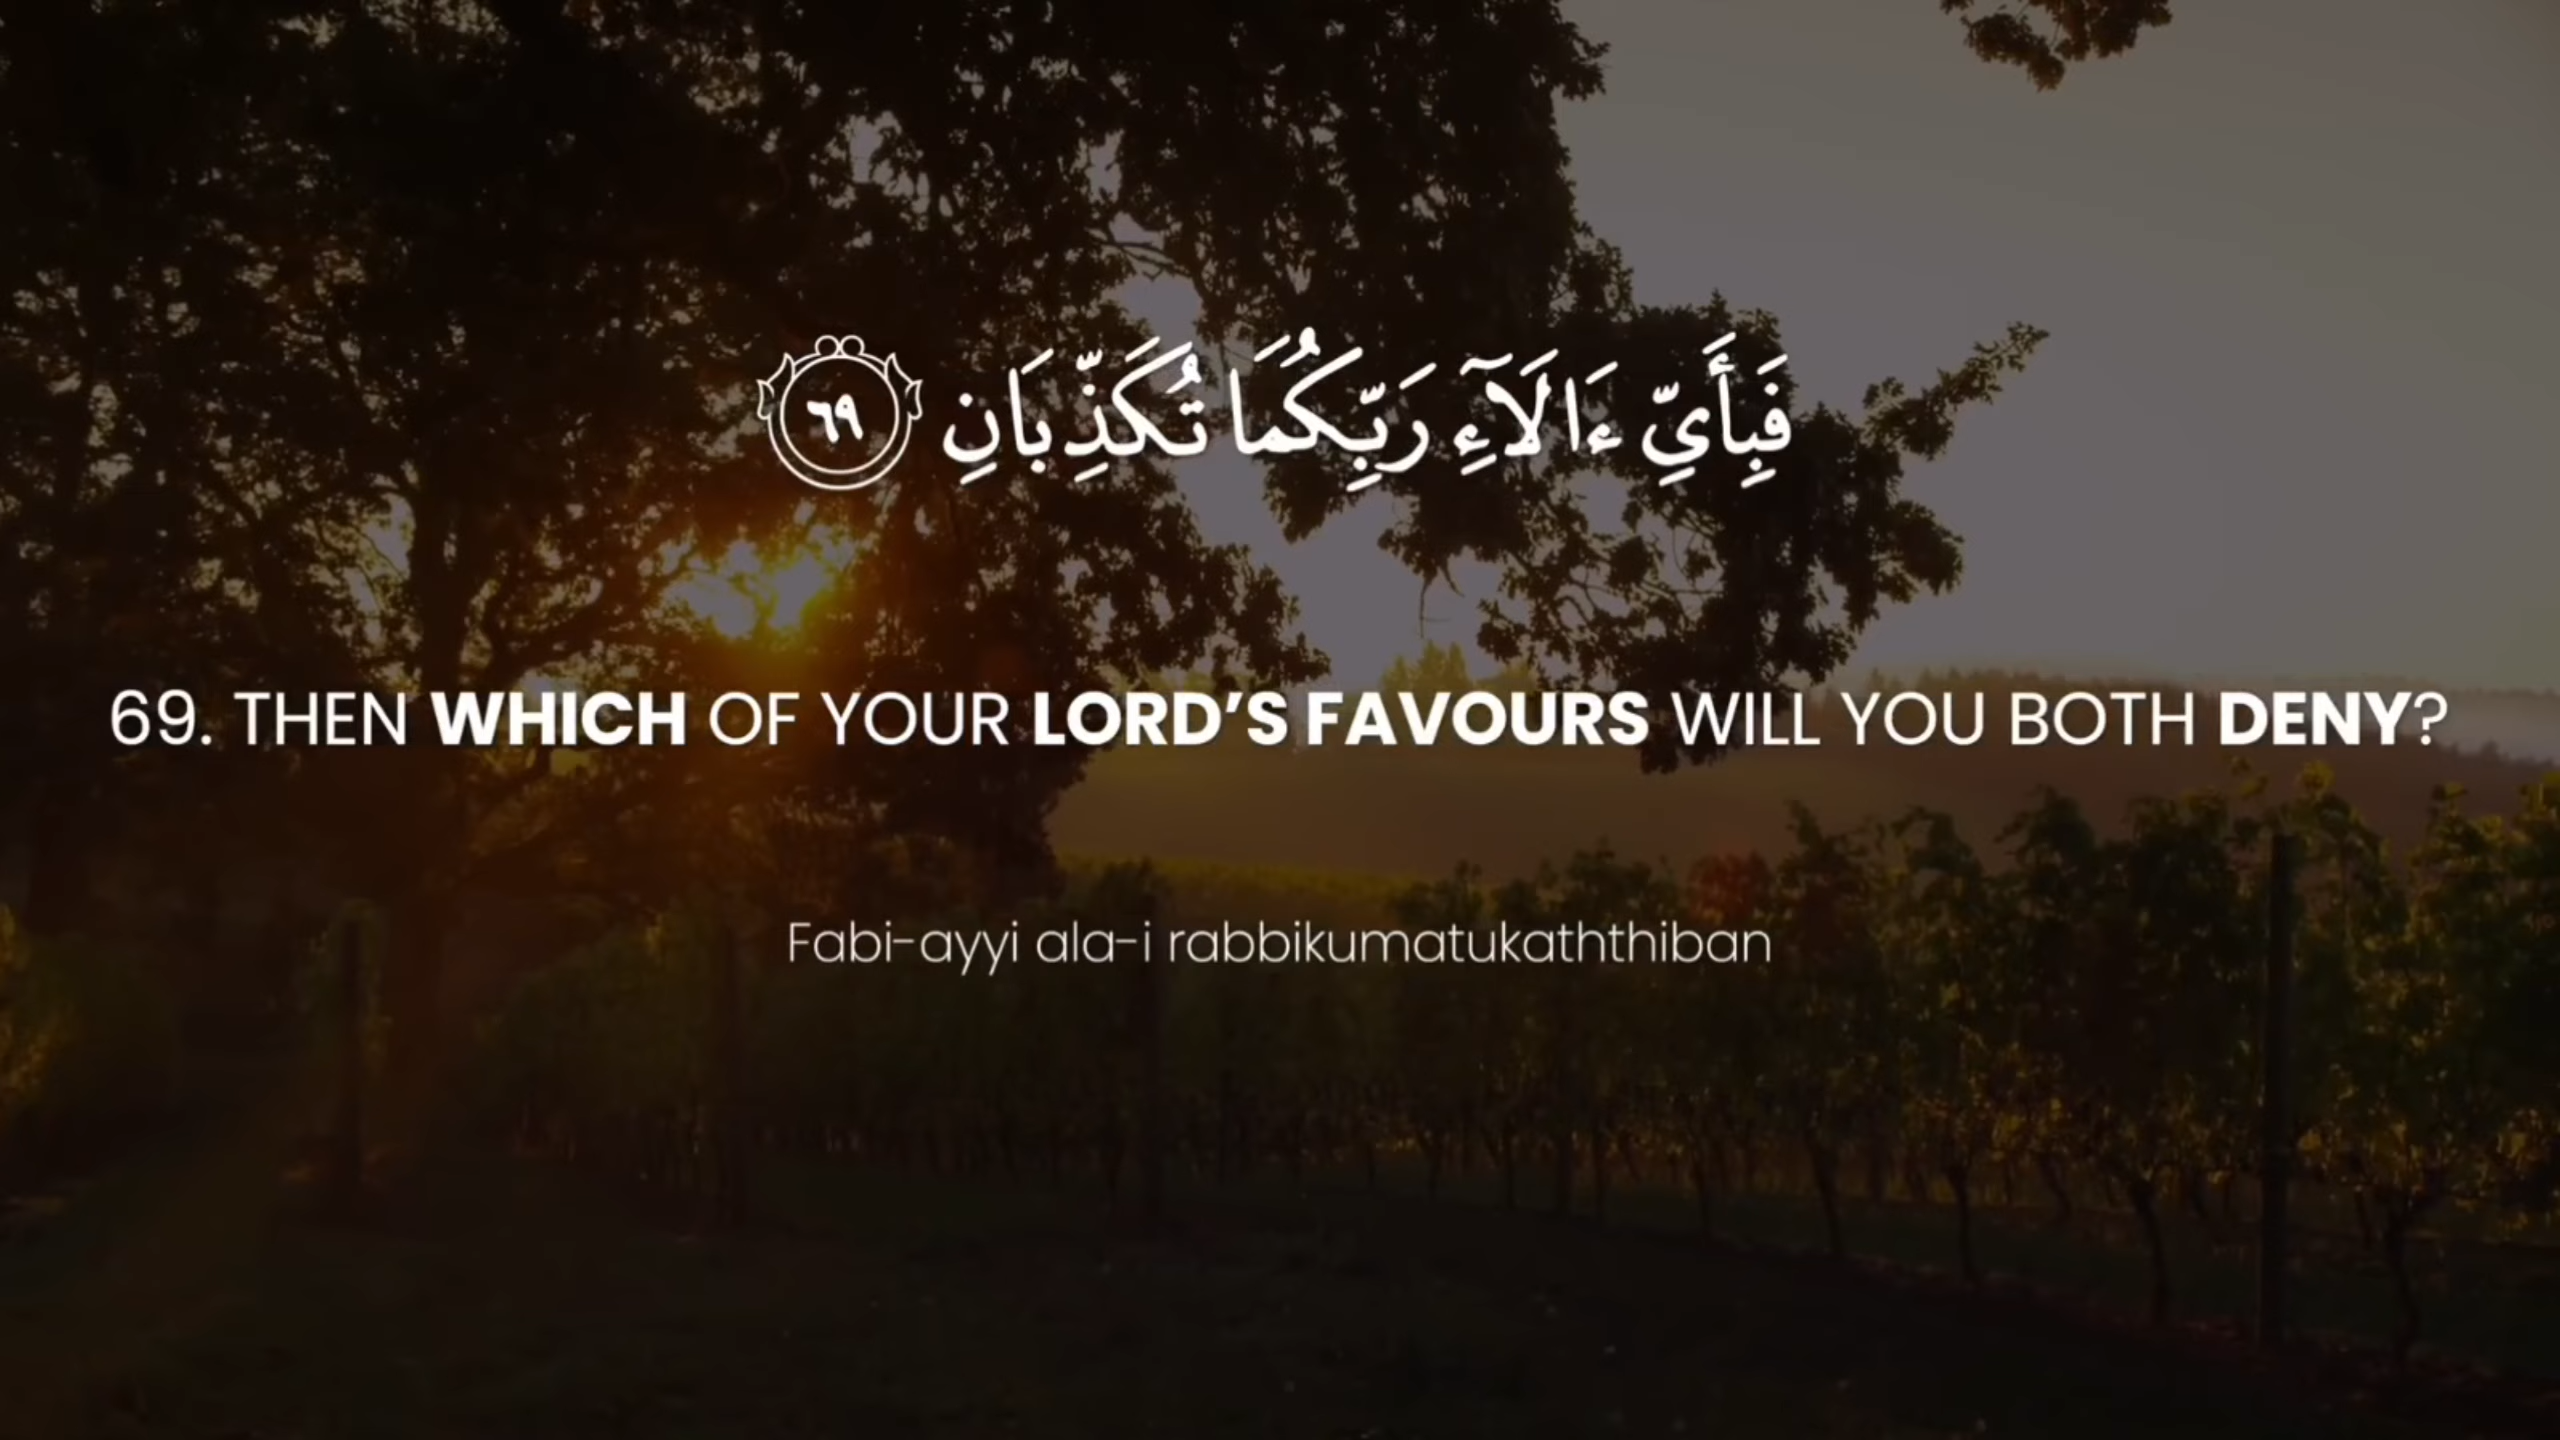 فَبِأَيِّ ءَالَآءِ رَبِّكُمَا تُكَذِّبَانِ ٦٩
69. THEN WHICH OF YOUR LORD’S FAVOURS WILL YOU BOTH DENY?
Fabi-ayyi ala-i rabbikumatukaththiban